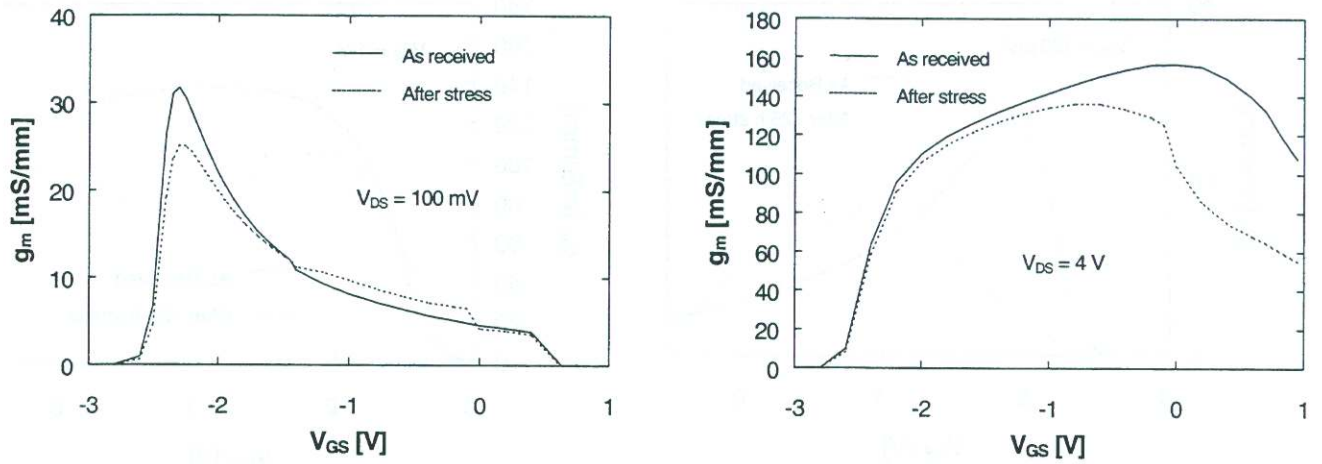 40
30
20
10
0
-3
-2
-1
0
1
gm [mS/mm]
VGS [V]
As received
After stress
VDS = 100 mV
180
160
140
120
100
80
60
40
20
0
-3
-2
-1
0
1
gm [mS/mm]
VGS [V]
As received
After stress
VDS = 4 V